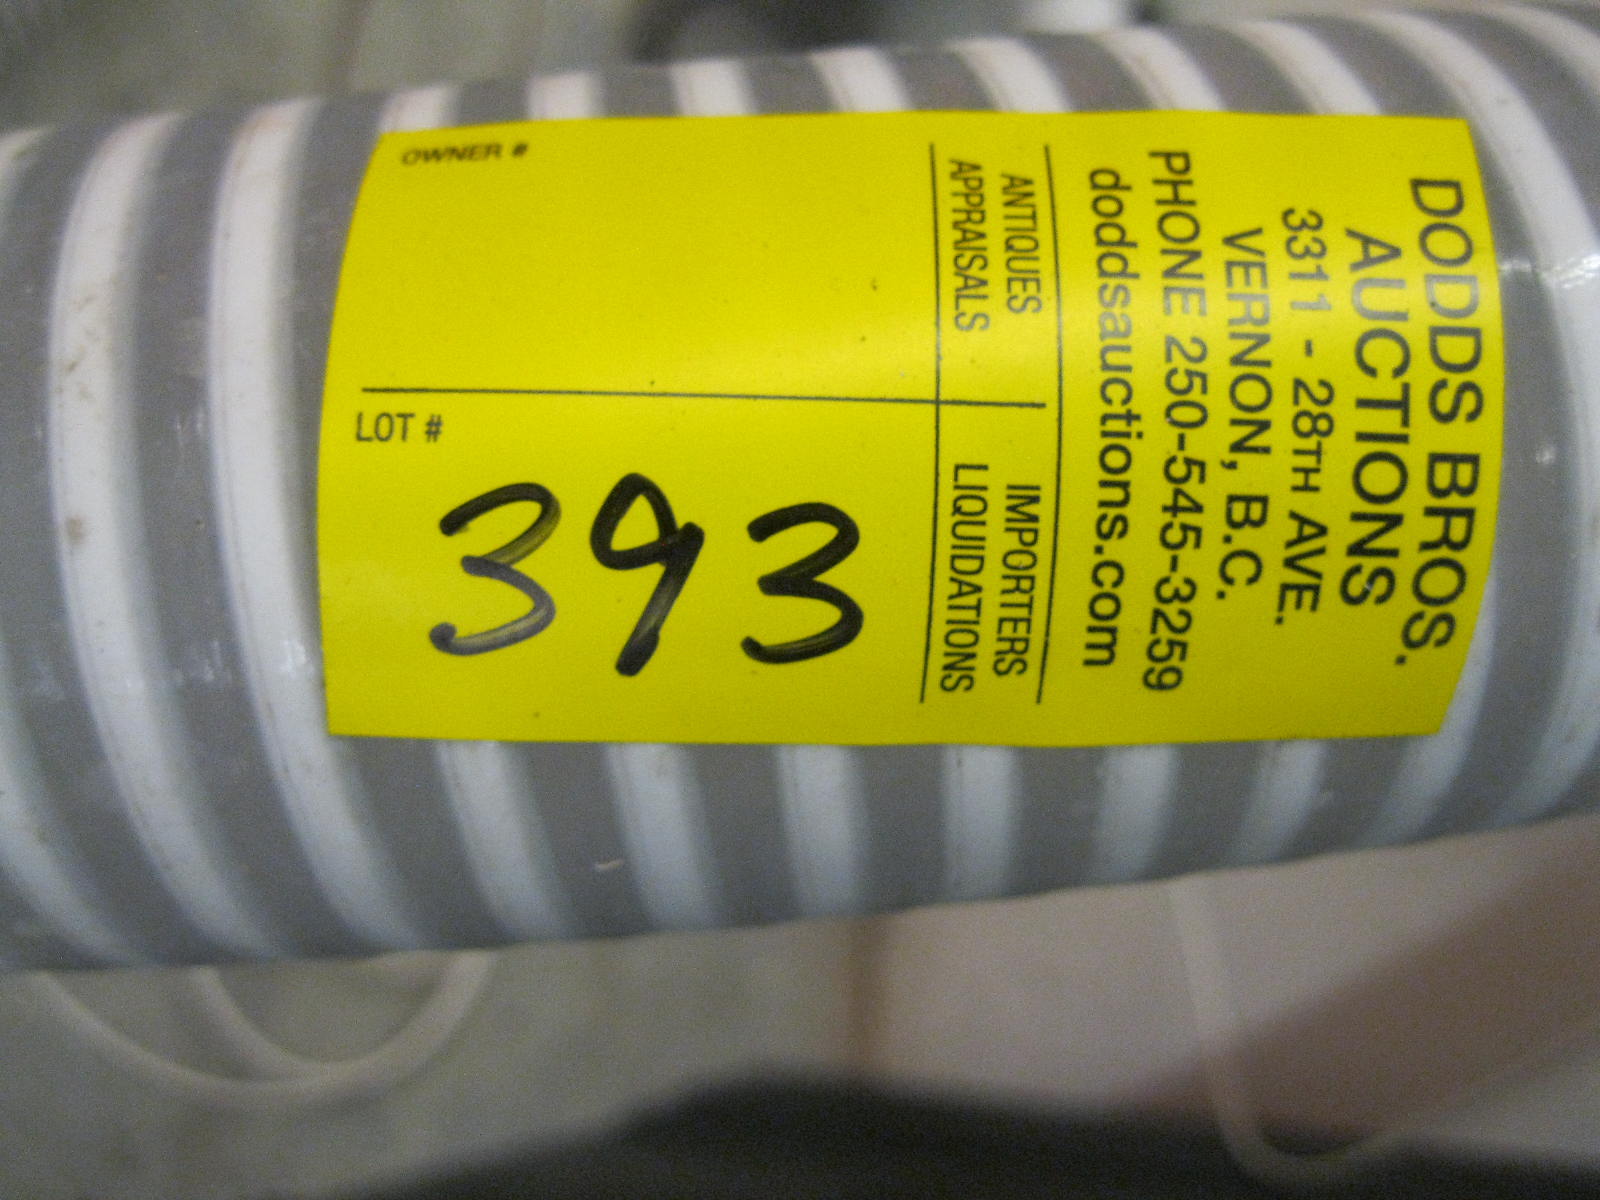 DODDS BROS.
AUCTIONS
3311 - 28TH AVE.
VERNON, B.C.
PHONE 250-545-3259
doddsauctions.com
ANTIQUES
APPRAISALS
IMPORTERS
LIQUIDATIONS
OWNER #
LOT #
393